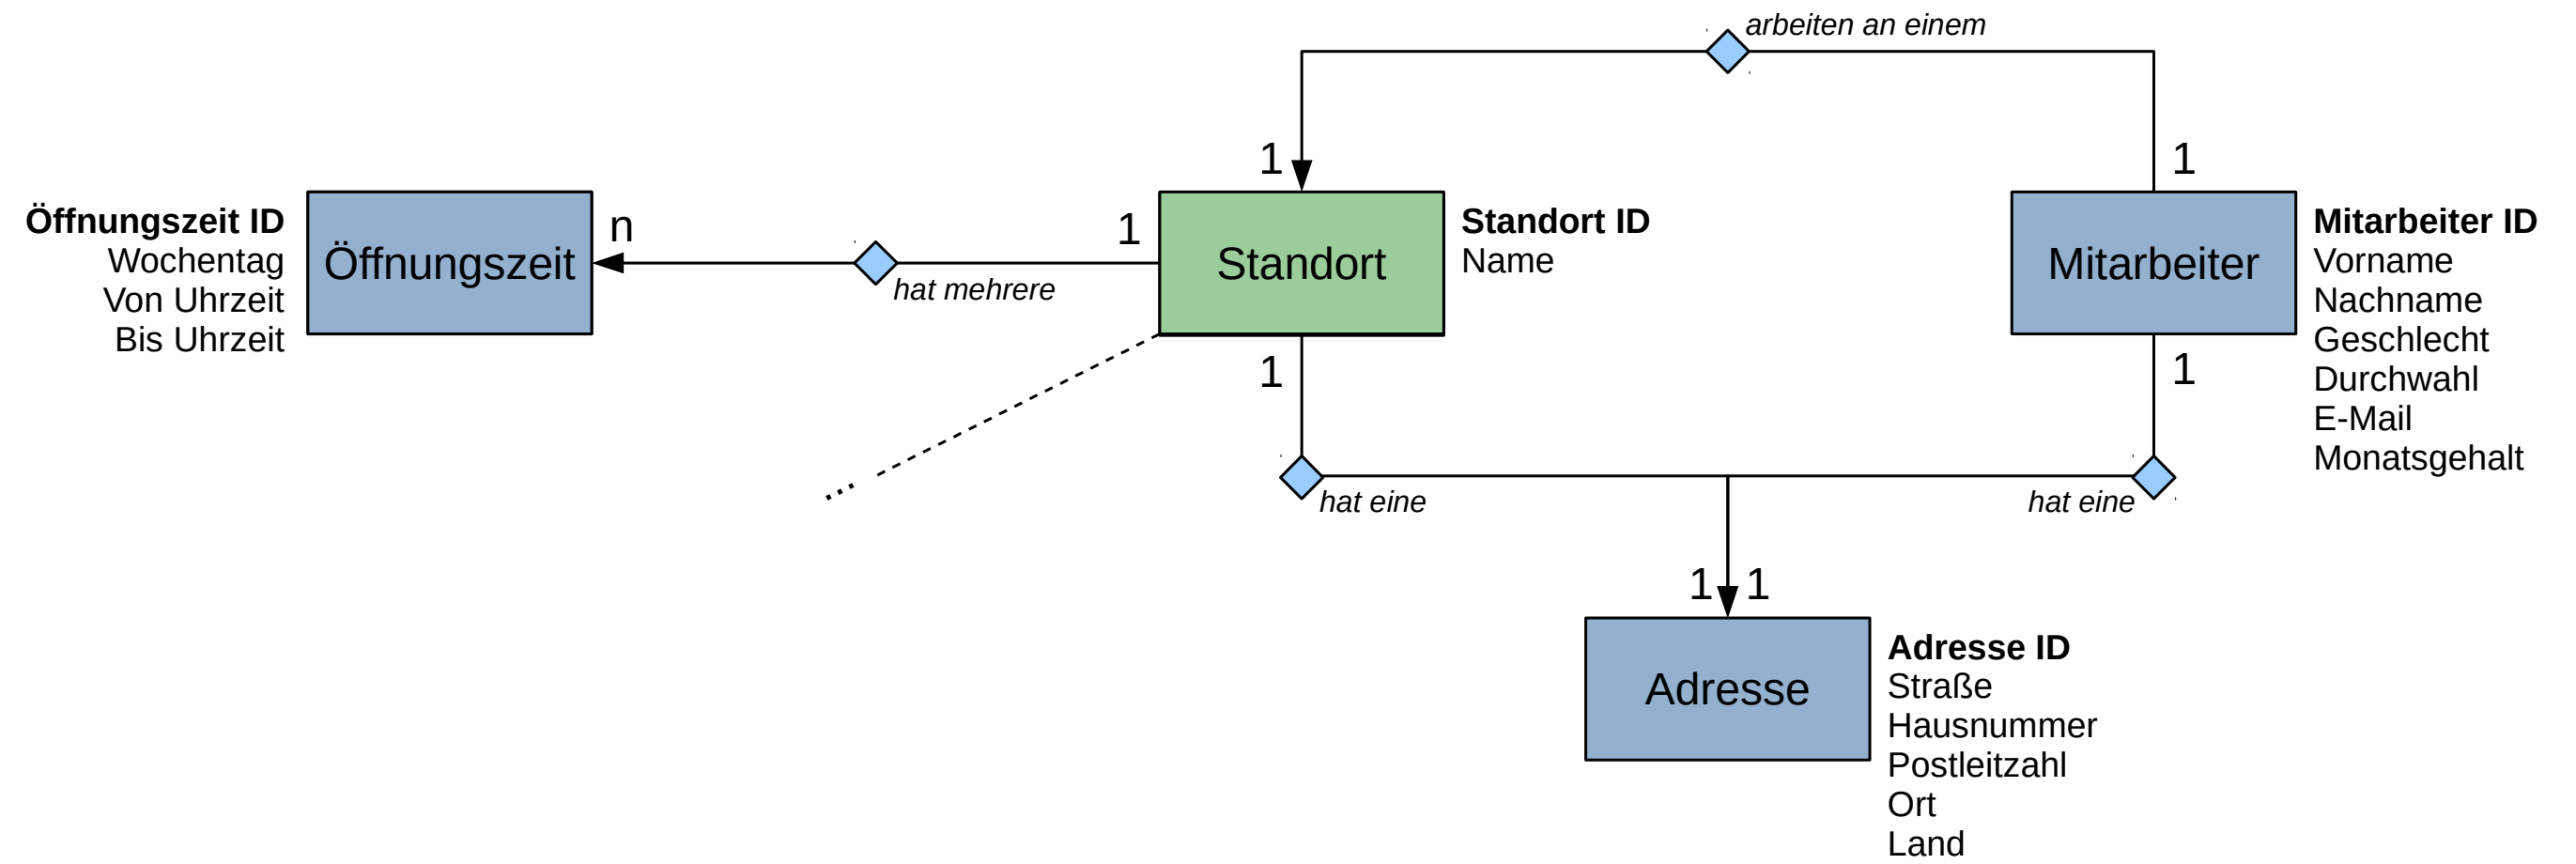 arbeiten an einem
1
1
Öffnungszeit ID
Wochentag
Von Uhrzeit
Bis Uhrzeit
Öffnungszeit
n
1
hat mehrere
Standort
Standort ID
Name
Mitarbeiter
Mitarbeiter ID
Vorname
Nachname
Geschlecht
Durchwahl
E-Mail
Monatsgehalt
1
1
hat eine
hat eine
1
1
Adresse
Adresse ID
Straße
Hausnummer
Postleitzahl
Ort
Land